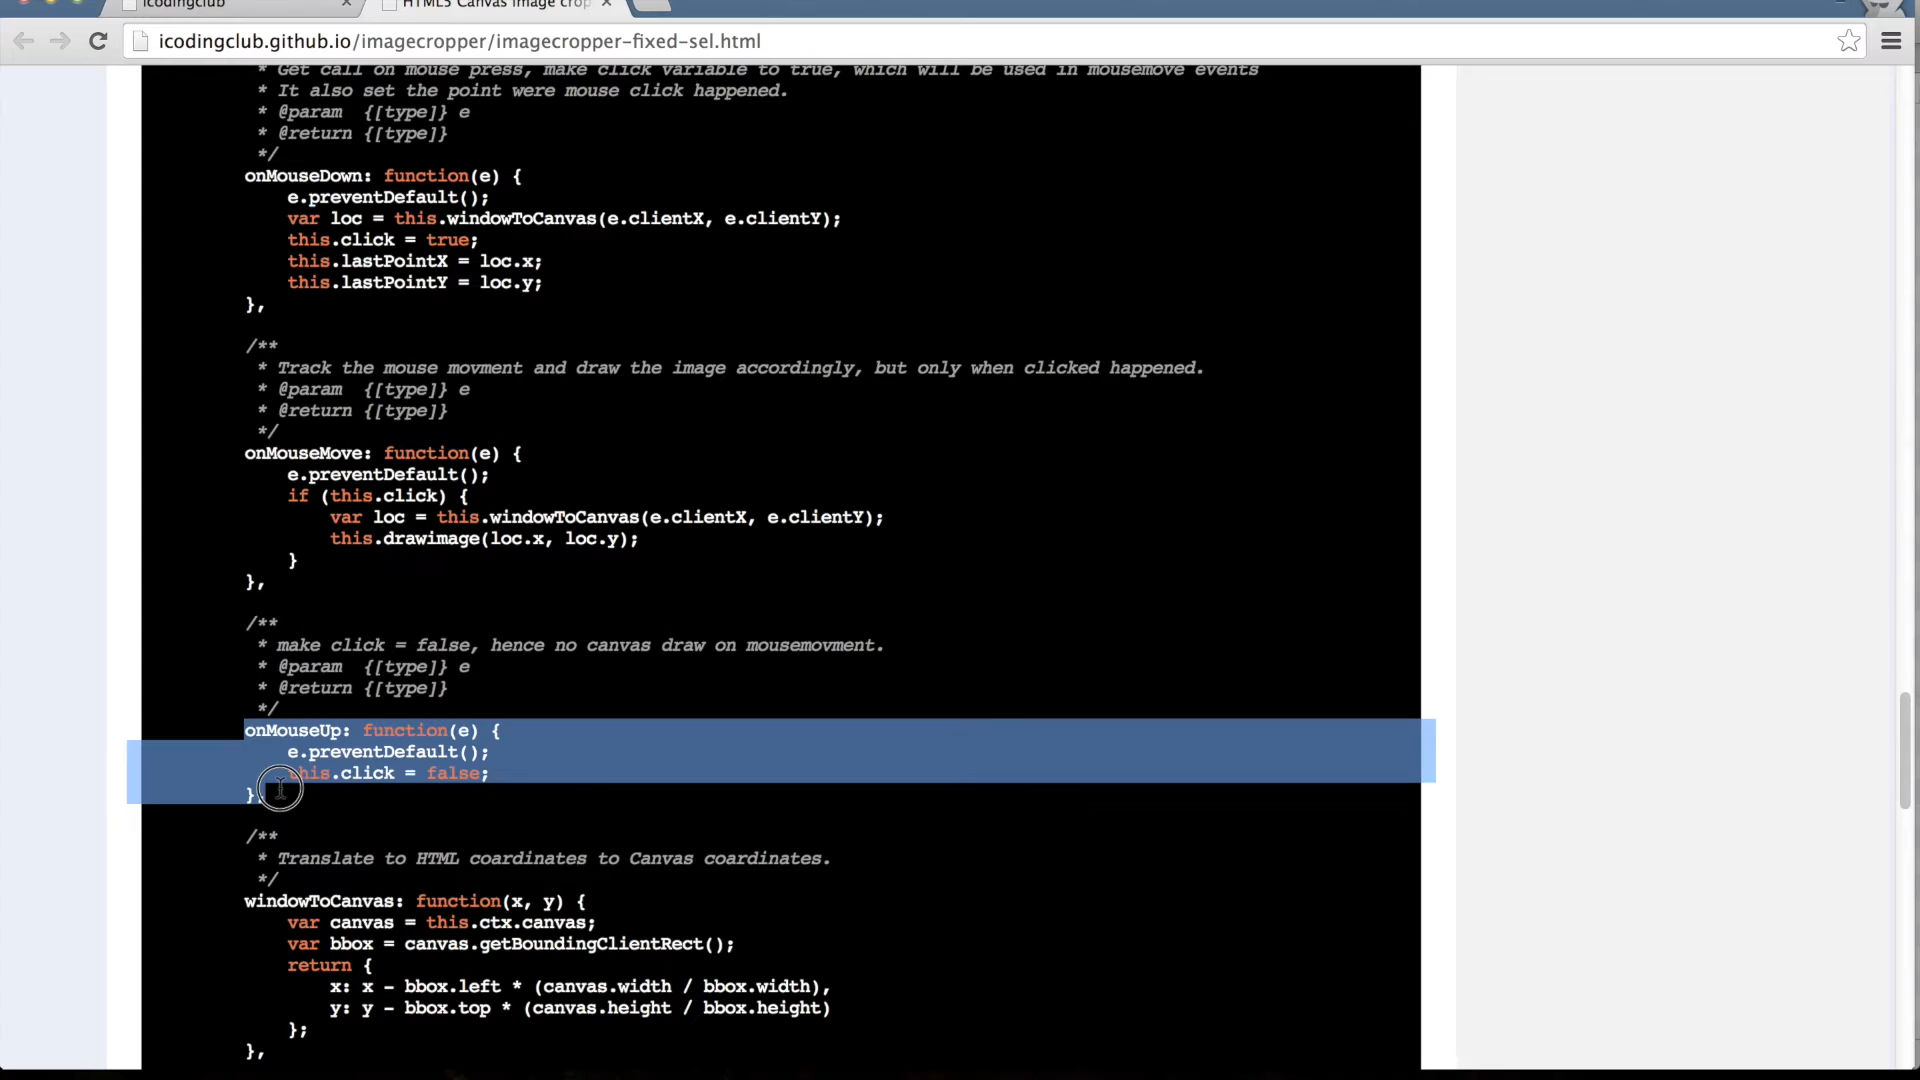 icodingclub
HTML5 Canvas image crop
icodingclub.github.io/imagecropper/imagecropper-fixed-sel.html
* Get call on mouse press, make click variable to true, which will be used in mousemove events
* It also set the point were mouse click happened.
* @param {[type]} e
* @return {[type]}
*/
onMouseDown: function(e) {
e.preventDefault();
var loc = this.windowToCanvas(e.clientX, e.clientY);
this.click = true;
this.lastPointX = loc.x;
this.lastPointY = loc.y;
},
/**
* Track the mouse movment and draw the image accordingly, but only when clicked happened.
* @param {[type]} e
* @return {[type]}
*/
onMouseMove: function(e) {
e.preventDefault();
if (this.click) {
var loc = this.windowToCanvas(e.clientX, e.clientY);
this.drawimage(loc.x, loc.y);
}
},
/**
* make click = false, hence no canvas draw on mousemovment.
* @param {[type]} e
* @return {[type]}
*/
onMouseUp: function(e) {
e.preventDefault();
this.click = false;
},
/**
* Translate to HTML coardinates to Canvas coardinates.
*/
windowToCanvas: function(x, y) {
var canvas = this.ctx.canvas;
var bbox = canvas.getBoundingClientRect();
return {
x: x - bbox.left * (canvas.width / bbox.width),
y: y - bbox.top * (canvas.height / bbox.height)
};
},